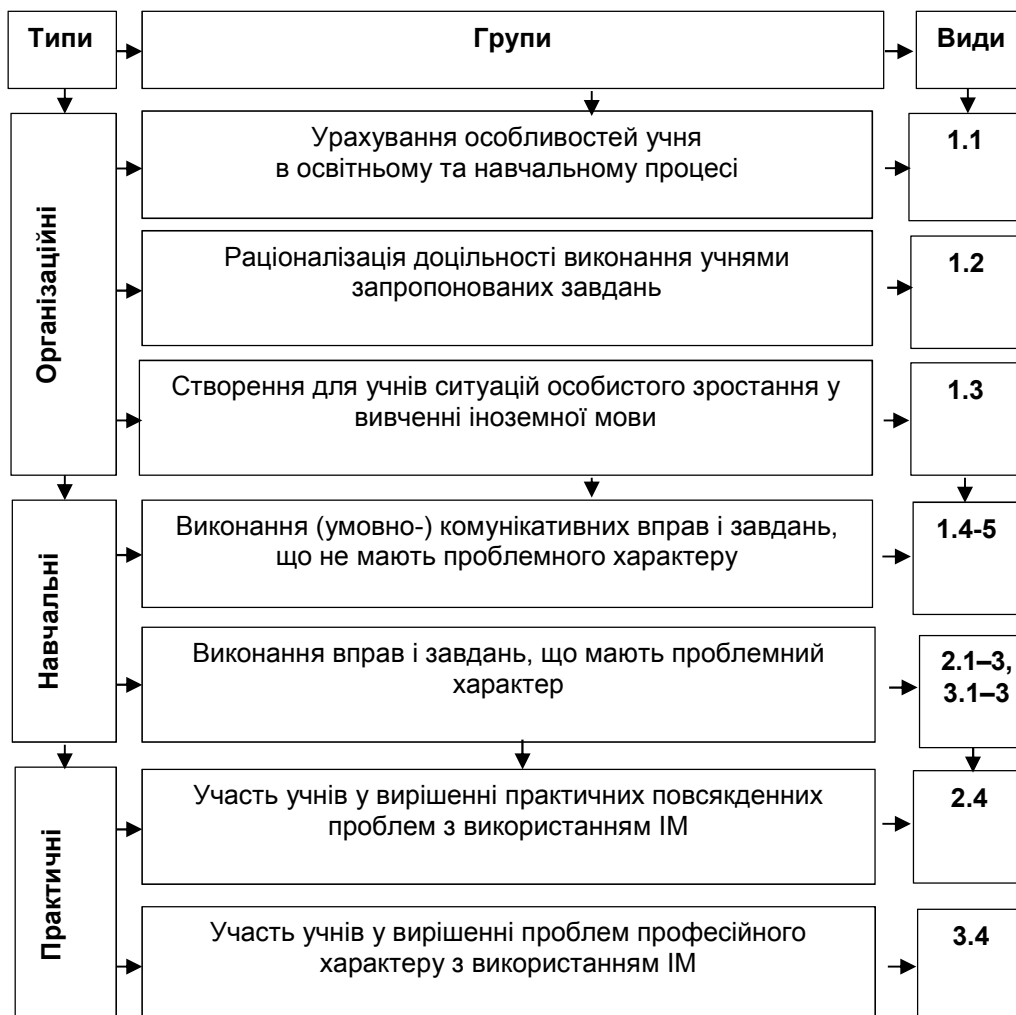 Типи
Групи
Види
Організаційні
Урахування особливостей учня
в освітньому та навчальному процесі
1.1
Раціоналізація доцільності виконання учнями
запропонованих завдань
1.2
Створення для учнів ситуацій особистого зростання у
вивченні іноземної мови
1.3
Навчальні
Виконання (умовно-) комунікативних вправ і завдань,
що не мають проблемного характеру
1.4-5
Виконання вправ і завдань, що мають проблемний
характер
2.1–3,
3.1–3
Практичні
Участь учнів у вирішенні практичних повсякденних
проблем з використанням ІМ
2.4
Участь учнів у вирішенні проблем професійного
характеру з використанням ІМ
3.4